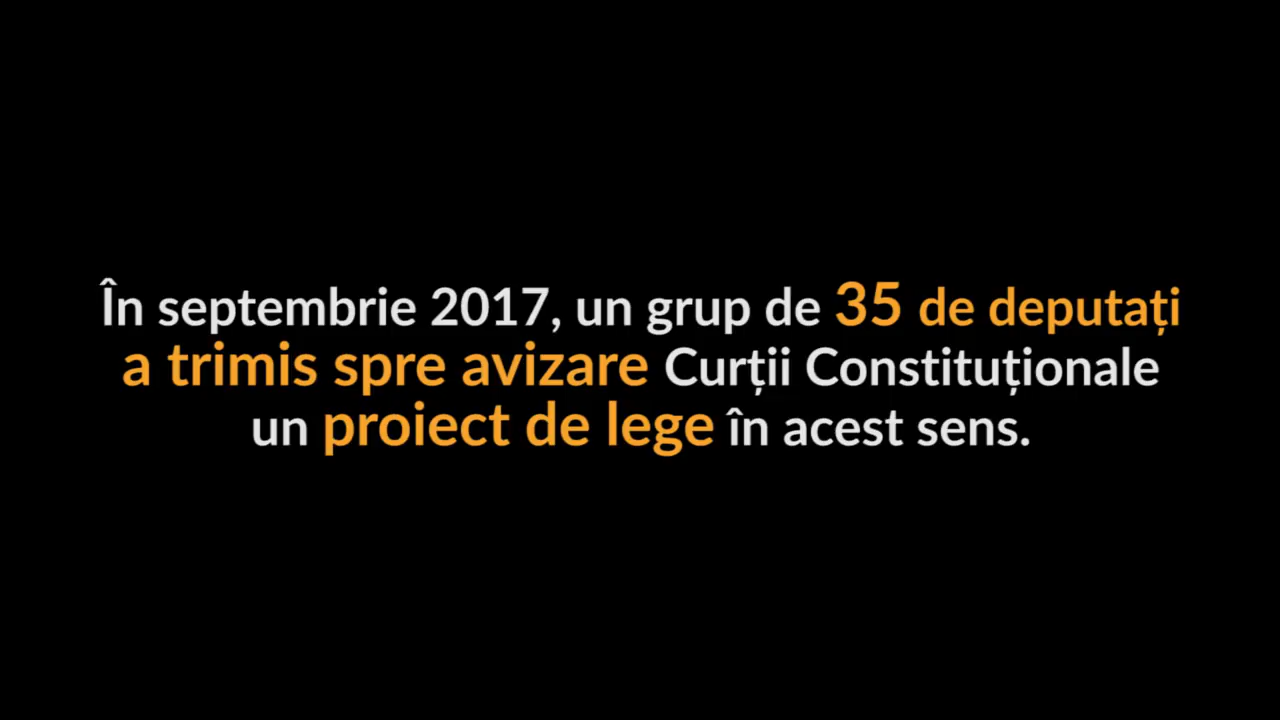 În septembrie 2017, un grup de 35 de deputați
a trimis spre avizare Curții Constituționale
un proiect de lege în acest sens.